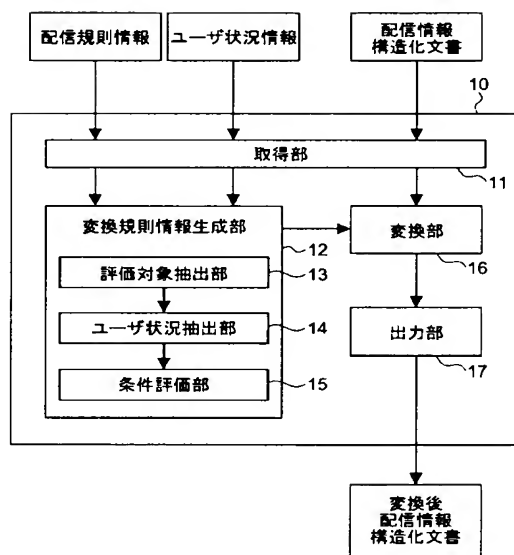 配信規則情報
ユーザ状況情報
配信情報
構造化文書
10
取得部
11
変換規則情報生成部
12
評価対象抽出部
13
ユーザ状況抽出部
14
条件評価部
15
変換部
16
出力部
17
変換後
配信情報
構造化文書